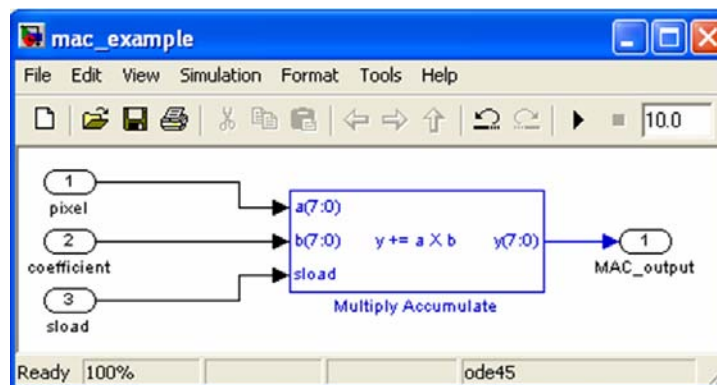 mac_example
File Edit View Simulation Format Tools Help
10.0
1
pixel
2
coefficient
3
sload
a(7:0)
b(7:0) y += a X b y(7:0)
sload
Multiply Accumulate
1
MAC_output
Ready 100% ode45